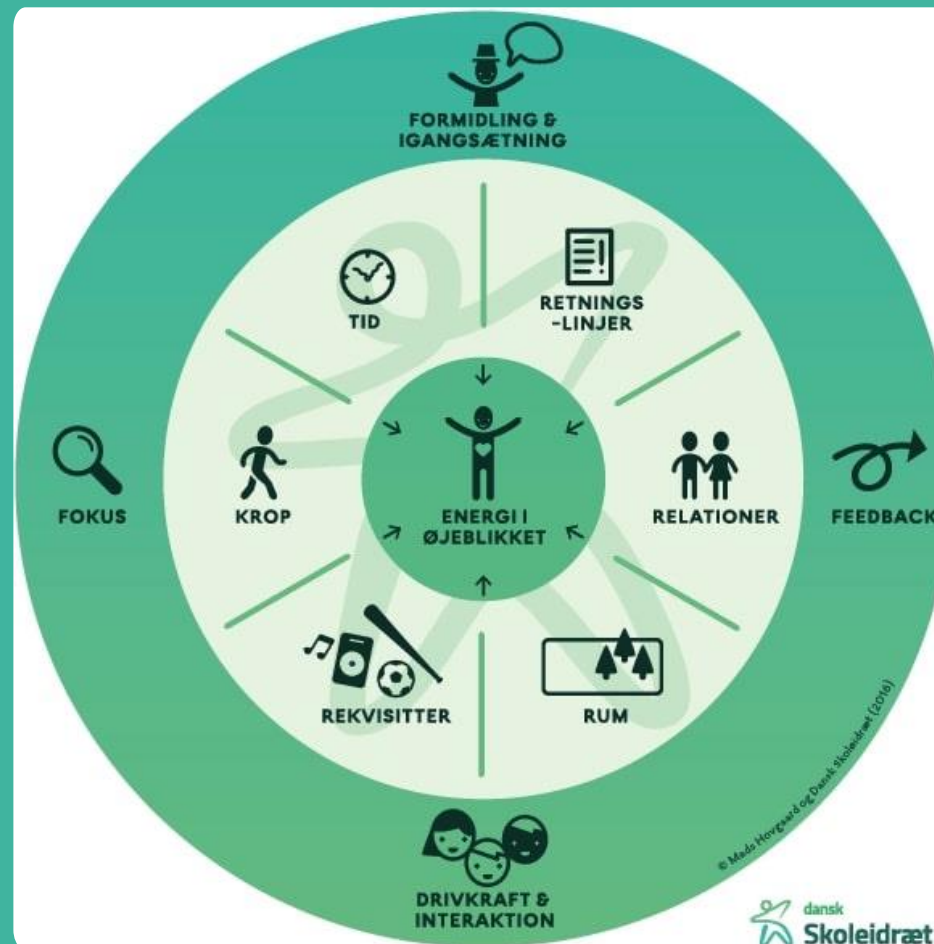 FORMIDLING &
IGANGSÆTNING
TID
RETNINGS
-LINJER
FOKUS
KROP
ENERGI I
ØJEBLIKKET
RELATIONER
FEEDBACK
REKVISITTER
RUM
DRIVKRAFT &
INTERAKTION
© Mads Hovgaard og Dansk Skoleidræt (2016)
dansk
Skoleidræt